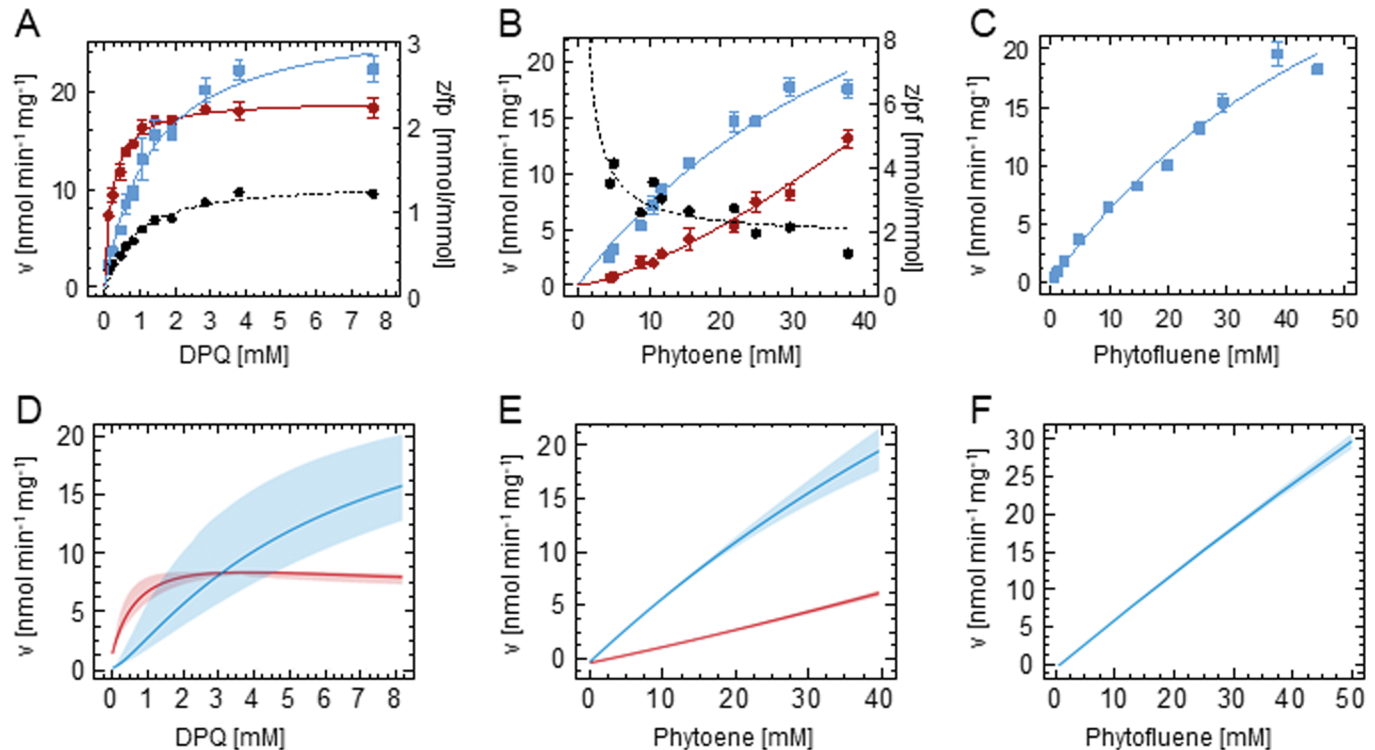 A
v [nmol min⁻¹ mg⁻¹]
20
10
0
3
2
1
0
z/fp [mmol/mmol]
0 1 2 3 4 5 6 7 8
DPQ [mM]
B
v [nmol min⁻¹ mg⁻¹]
20
15
10
5
0
8
6
4
2
0
z/pf [mmol/mmol]
0 10 20 30 40
Phytoene [mM]
C
v [nmol min⁻¹ mg⁻¹]
20
15
10
5
0
0 10 20 30 40 50
Phytofluene [mM]
D
v [nmol min⁻¹ mg⁻¹]
20
15
10
5
0
0 1 2 3 4 5 6 7 8
DPQ [mM]
E
v [nmol min⁻¹ mg⁻¹]
20
15
10
5
0
0 10 20 30 40
Phytoene [mM]
F
v [nmol min⁻¹ mg⁻¹]
30
25
20
15
10
5
0
0 10 20 30 40 50
Phytofluene [mM]